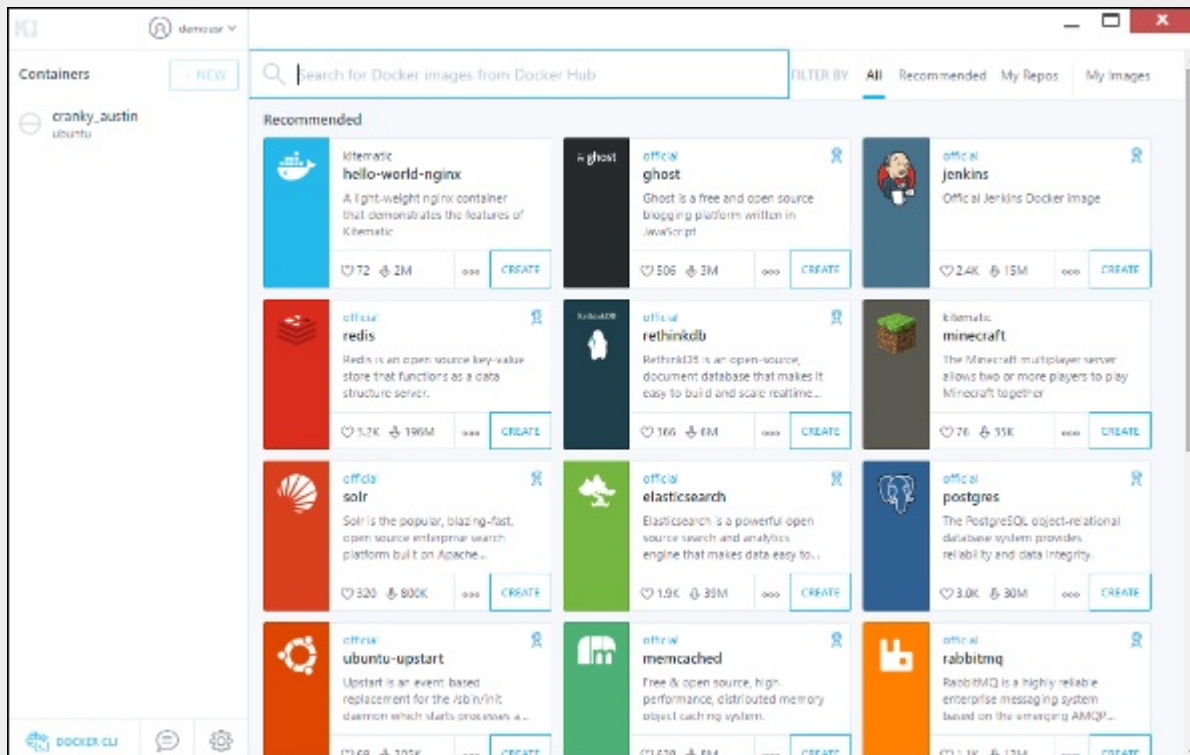 demousr
Containers
+ NEW
cranky_austin
ubuntu
DOCKER CLI
Search for Docker images from Docker Hub
FILTER BY All Recommended My Repos My Images
Recommended
kitematic
hello-world-nginx
A light-weight nginx container
that demonstrates the features of
Kitematic
72 2M
CREATE
ghost
official
ghost
Ghost is a free and open source
blogging platform written in
JavaScript
506 3M
CREATE
official
jenkins
Official Jenkins Docker Image
2.4K 15M
CREATE
official
redis
Redis is an open source key-value
store that functions as a data
structure server.
3.2K 196M
CREATE
RethinkDB
official
rethinkdb
RethinkDB is an open-source,
document database that makes it
easy to build and scale realtime...
366 6M
CREATE
kitematic
minecraft
The Minecraft multiplayer server
allows two or more players to play
Minecraft together
76 35K
CREATE
official
solr
Solr is the popular, blazing-fast,
open source enterprise search
platform built on Apache...
320 800K
CREATE
official
elasticsearch
Elasticsearch is a powerful open
source search and analytics
engine that makes data easy to...
1.9K 39M
CREATE
official
postgres
The PostgreSQL object-relational
database system provides
reliability and data integrity.
3.0K 30M
CREATE
official
ubuntu-upstart
Upstart is an event-based
replacement for the /sbin/init
daemon which starts processes a...
CREATE
official
memcached
Free & open source, high-
performance, distributed memory
object caching system.
CREATE
official
rabbitmq
RabbitMQ is a highly reliable
enterprise messaging system
based on the emerging AMQP...
CREATE